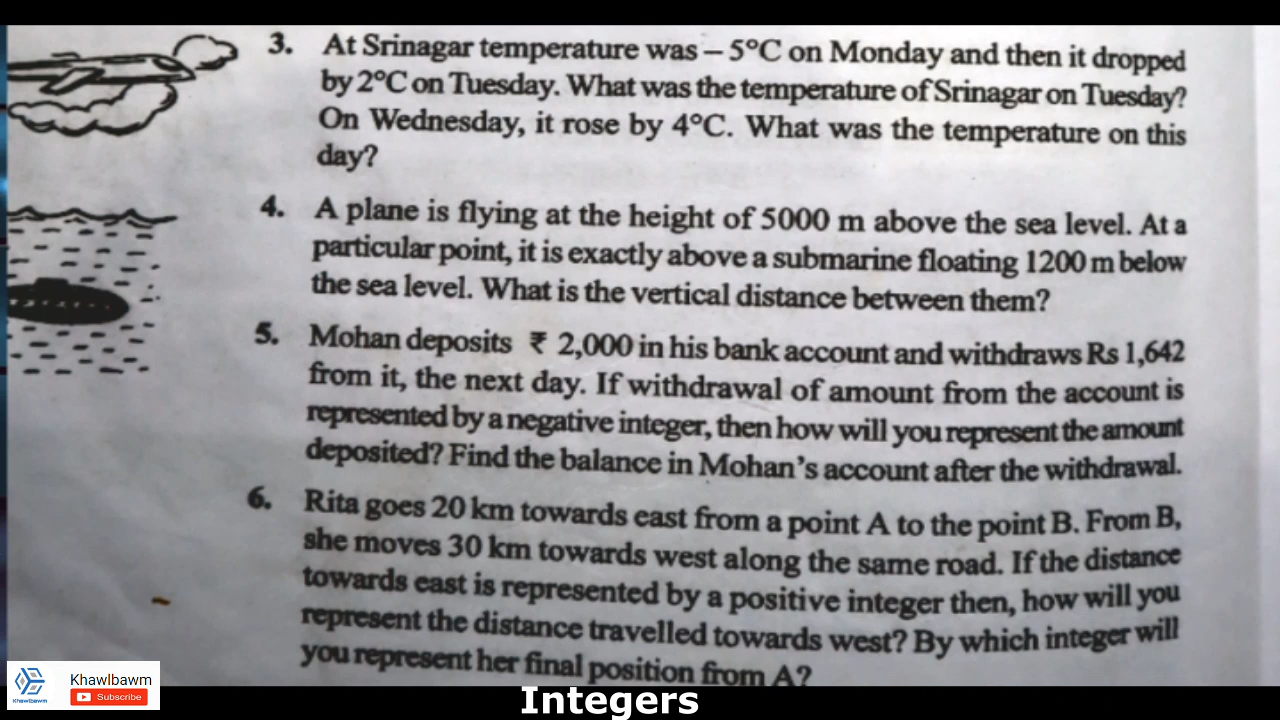 3. At Srinagar temperature was – 5°C on Monday and then it dropped
by 2°C on Tuesday. What was the temperature of Srinagar on Tuesday?
On Wednesday, it rose by 4°C. What was the temperature on this
day?
4. A plane is flying at the height of 5000 m above the sea level. At a
particular point, it is exactly above a submarine floating 1200 m below
the sea level. What is the vertical distance between them?
5. Mohan deposits ₹ 2,000 in his bank account and withdraws Rs 1,642
from it, the next day. If withdrawal of amount from the account is
represented by a negative integer, then how will you represent the amount
deposited? Find the balance in Mohan's account after the withdrawal.
6. Rita goes 20 km towards east from a point A to the point B. From B,
she moves 30 km towards west along the same road. If the distance
towards east is represented by a positive integer then, how will you
represent the distance travelled towards west? By which integer will
you represent her final position from A?
Khawlbawm
Khawlbawm
Subscribe
Integers